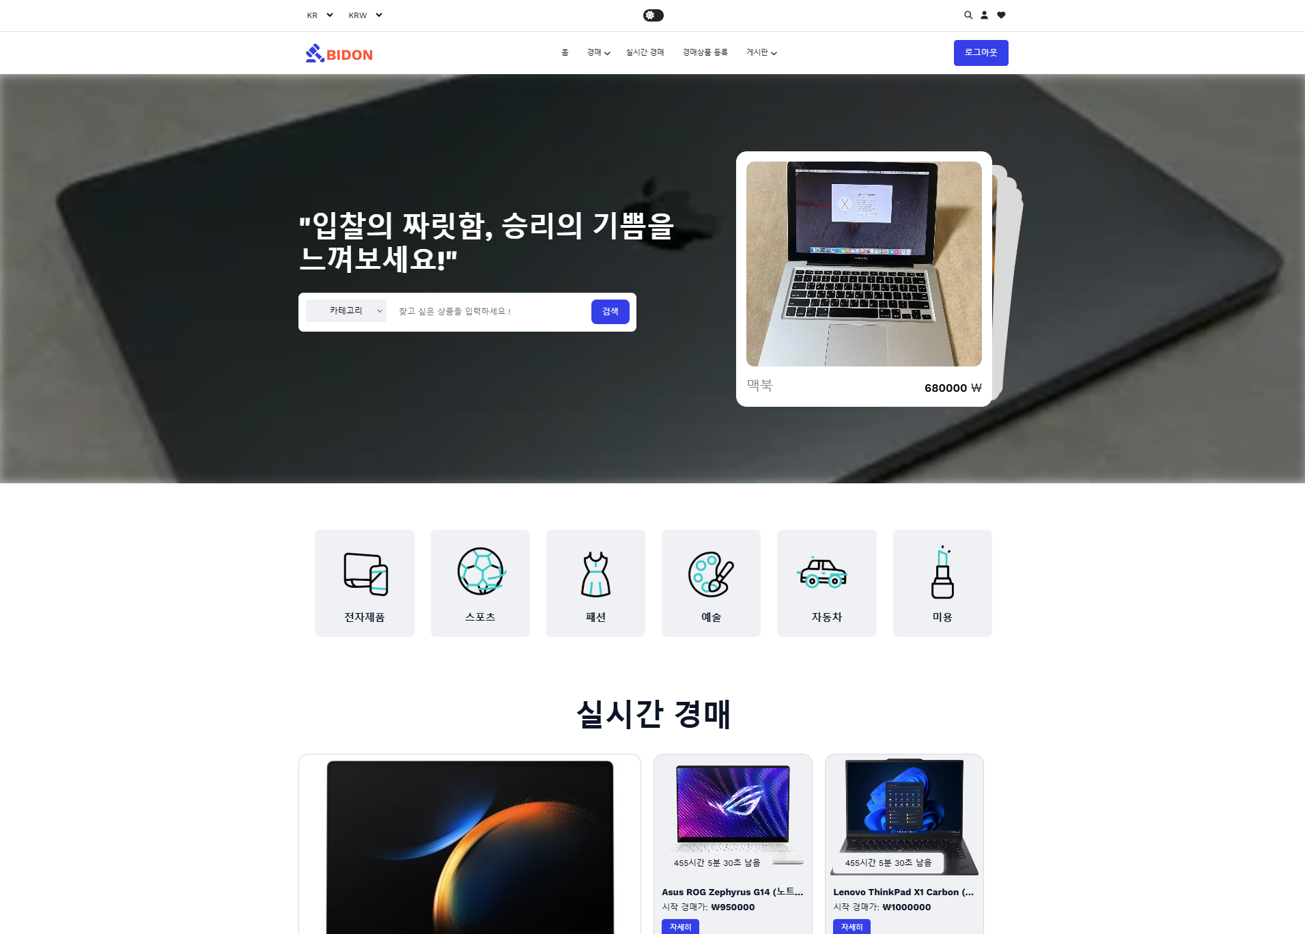 KR KRW
BIDON 홈 경매 실시간 경매 경매상품 등록 게시판 로그아웃
"입찰의 짜릿함, 승리의 기쁨을
느껴보세요!"
카테고리 찾고 싶은 상품을 입력하세요 ! 검색
맥북 680000 ₩
전자제품 스포츠 패션 예술 자동차 미용
실시간 경매
455시간 5분 30초 남음 455시간 5분 30초 남음
Asus ROG Zephyrus G14 (노트... Lenovo ThinkPad X1 Carbon (...
시작 경매가: ₩950000 시작 경매가: ₩1000000
자세히 자세히